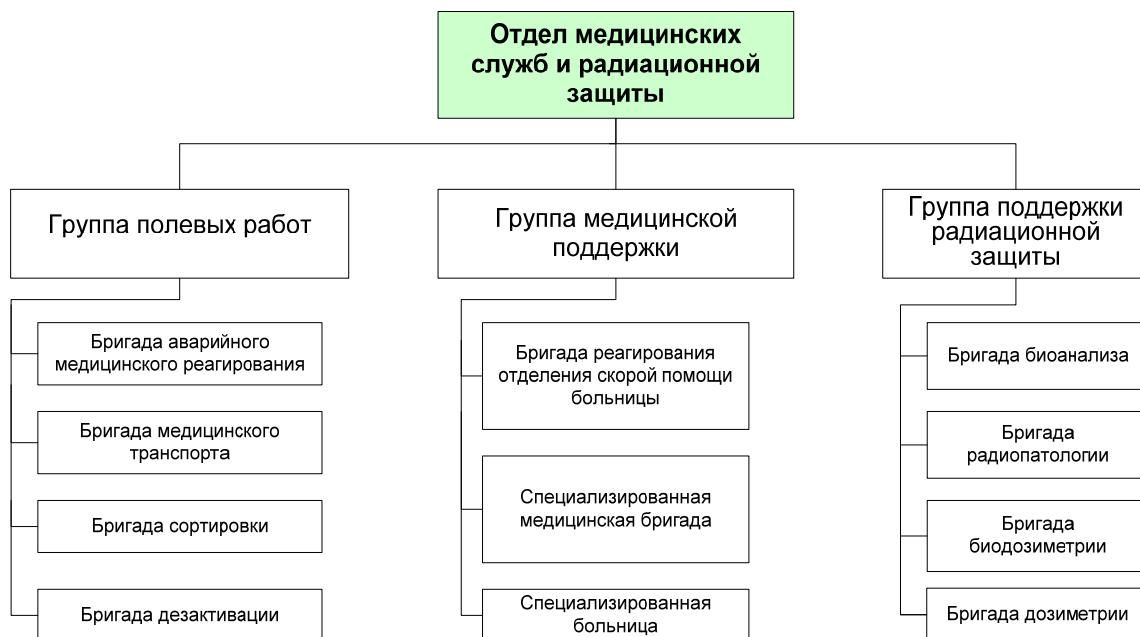 Отдел медицинских
служб и радиационной
защиты
Группа полевых работ
Группа медицинской
поддержки
Группа поддержки
радиационной
защиты
Бригада аварийного
медицинского реагирования
Бригада медицинского
транспорта
Бригада сортировки
Бригада дезактивации
Бригада реагирования
отделения скорой помощи
больницы
Специализированная
медицинская бригада
Специализированная
больница
Бригада биоанализа
Бригада
радиопатологии
Бригада
биодозиметрии
Бригада дозиметрии